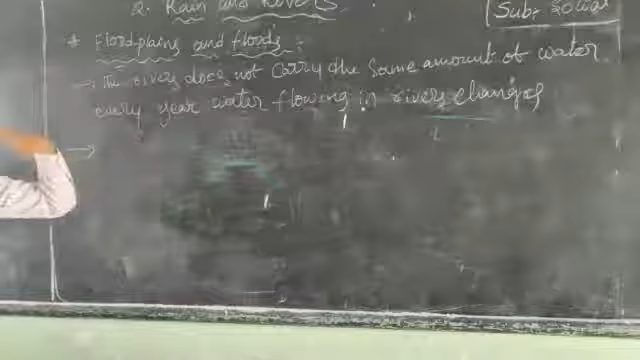 2. Rain and Rivers
Sub: Social
* Floodplains and floods :
→ The rivers does not carry the same amount of water
every year water flowing in rivers changes
→